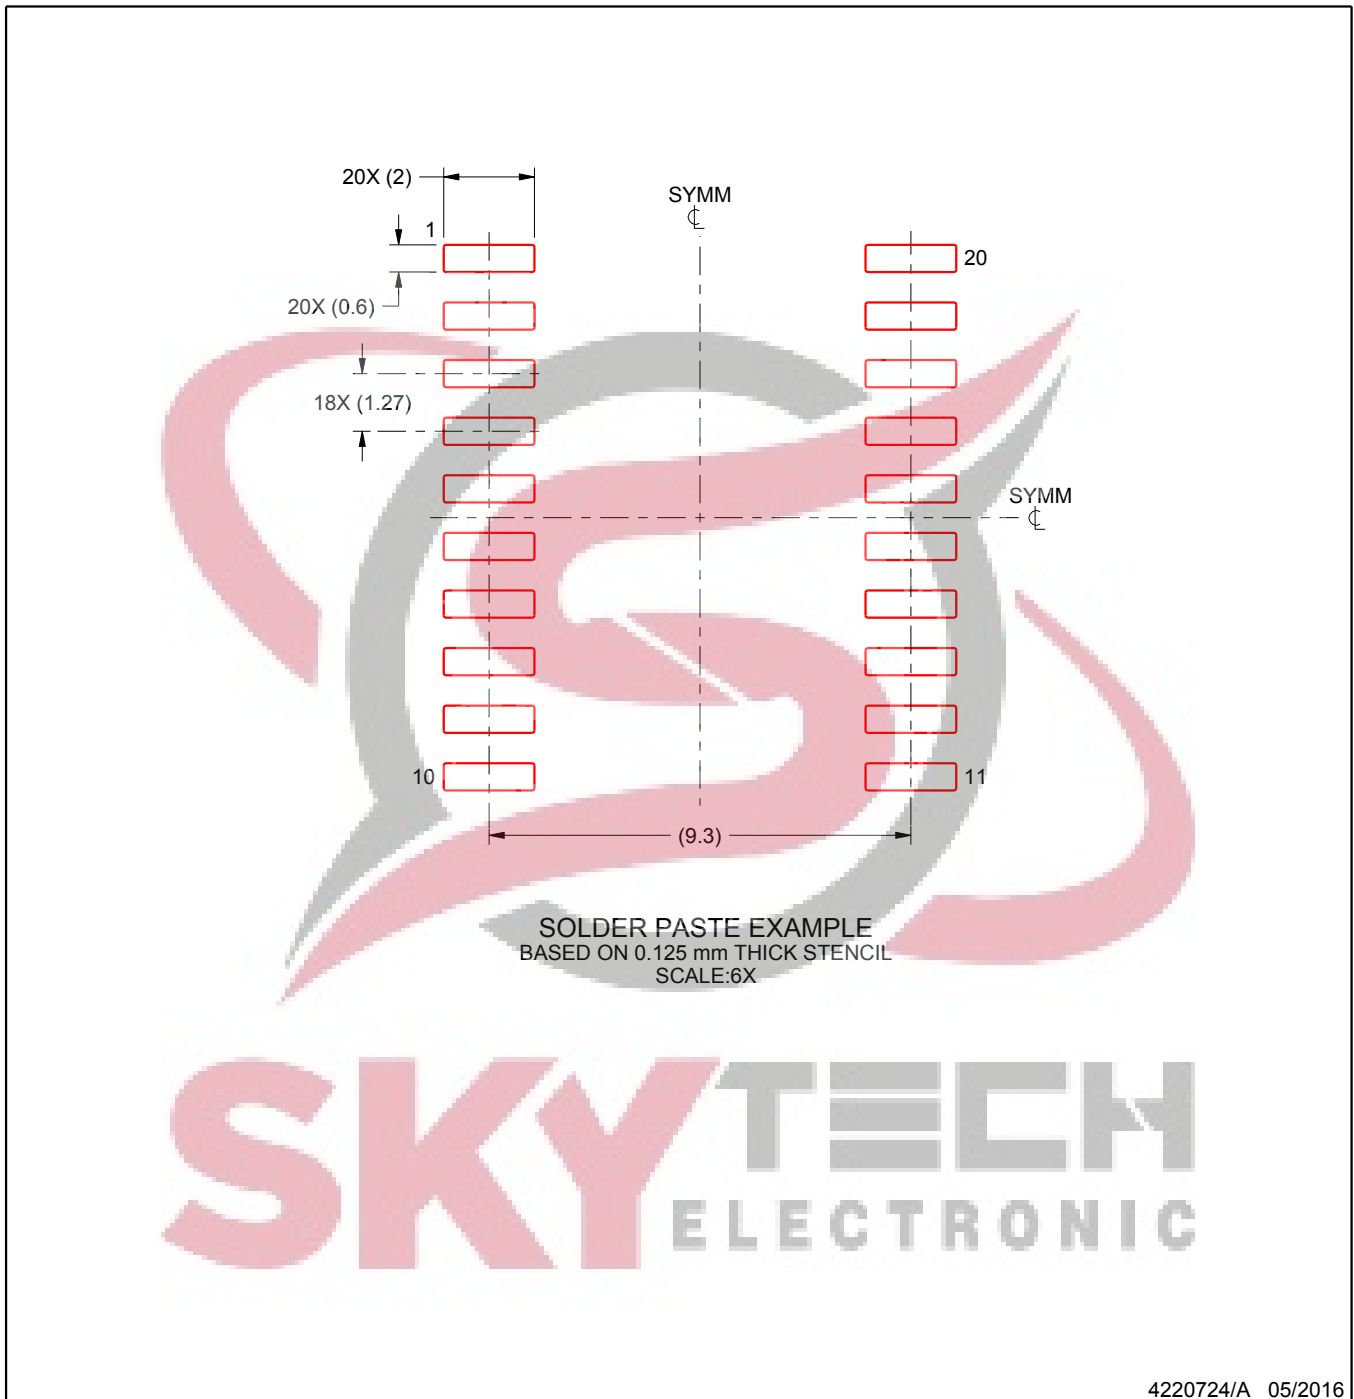 20X (2)
SYMM
℄
1
20
20X (0.6)
18X (1.27)
SYMM
℄
10
11
(9.3)
SOLDER PASTE EXAMPLE
BASED ON 0.125 mm THICK STENCIL
SCALE:6X
SKYTECH
ELECTRONIC
4220724/A 05/2016